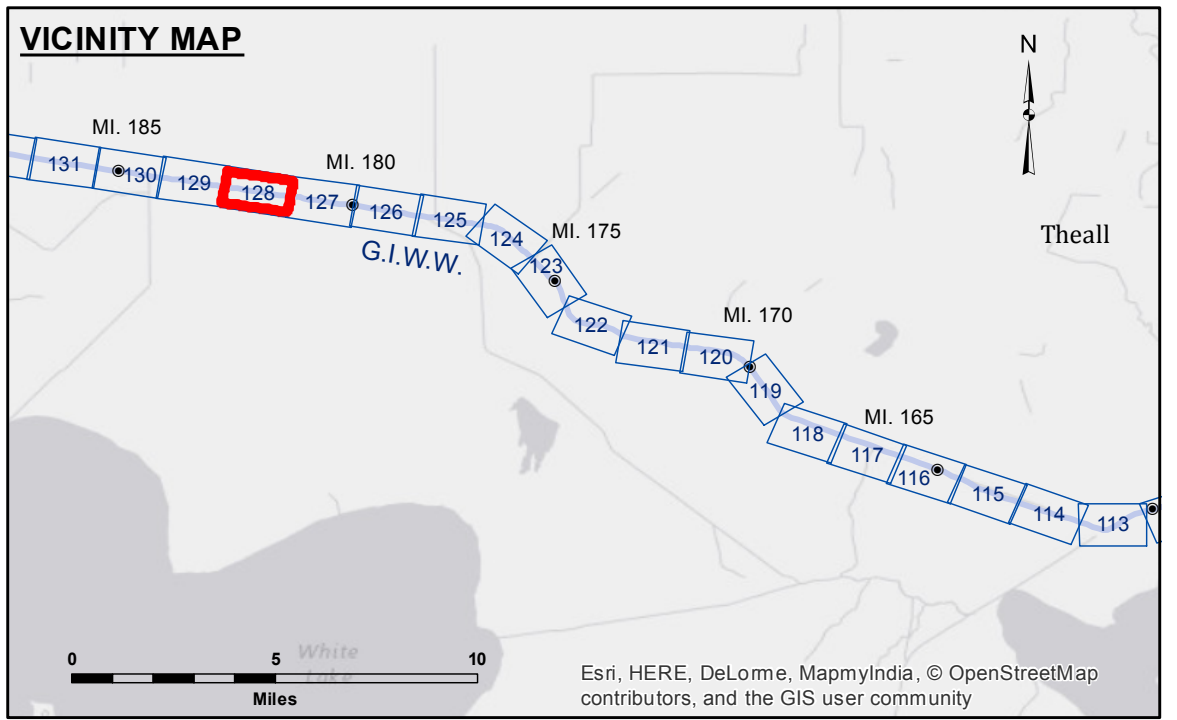 VICINITY MAP
N
MI. 185
131
130
129
128
127
MI. 180
126
125
124
MI. 175
123
G.I.W.W.
Theall
122
121
120
MI. 170
119
118
MI. 165
117
116
115
114
113
White
Lake
0 5 10
Miles
Esri, HERE, DeLorme, MapmyIndia, © OpenStreetMap
contributors, and the GIS user community